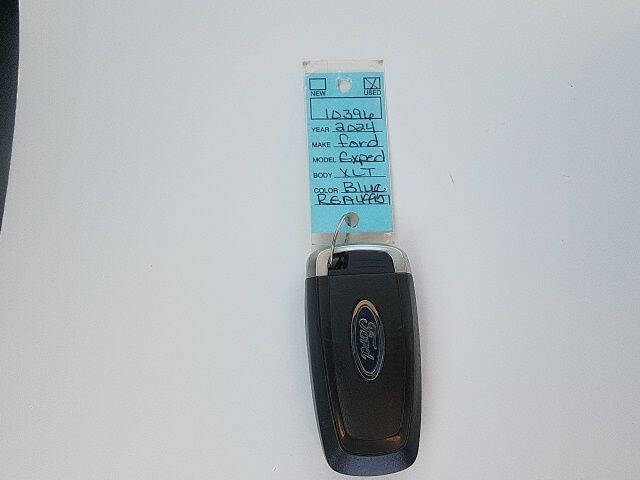 NEW USED
10396
YEAR 2024
MAKE Ford
MODEL Exped
BODY XLT
COLOR Blue
Ford